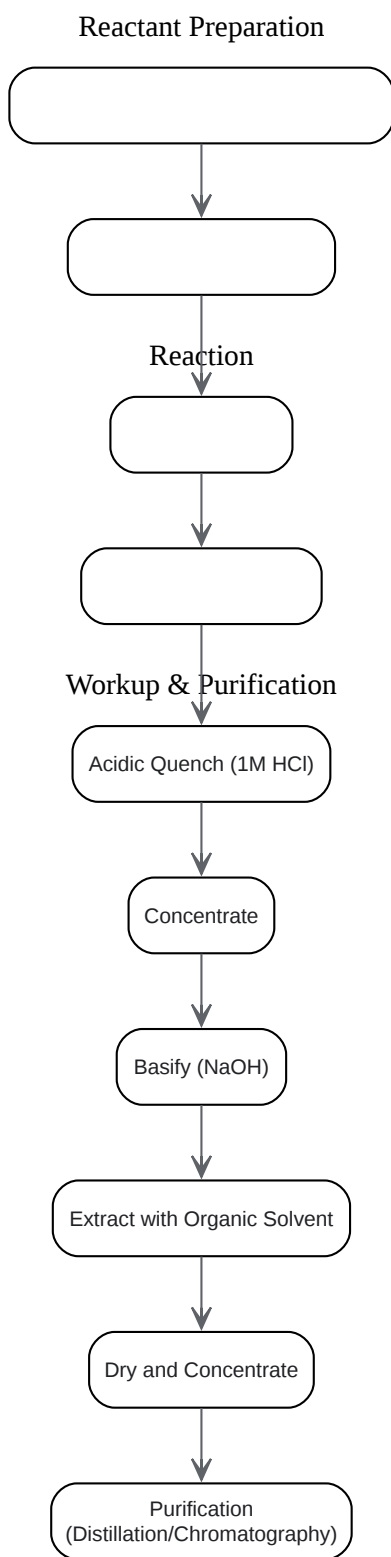 Reactant Preparation
Reaction
Workup & Purification
Acidic Quench (1M HCl)
Concentrate
Basify (NaOH)
Extract with Organic Solvent
Dry and Concentrate
Purification
(Distillation/Chromatography)